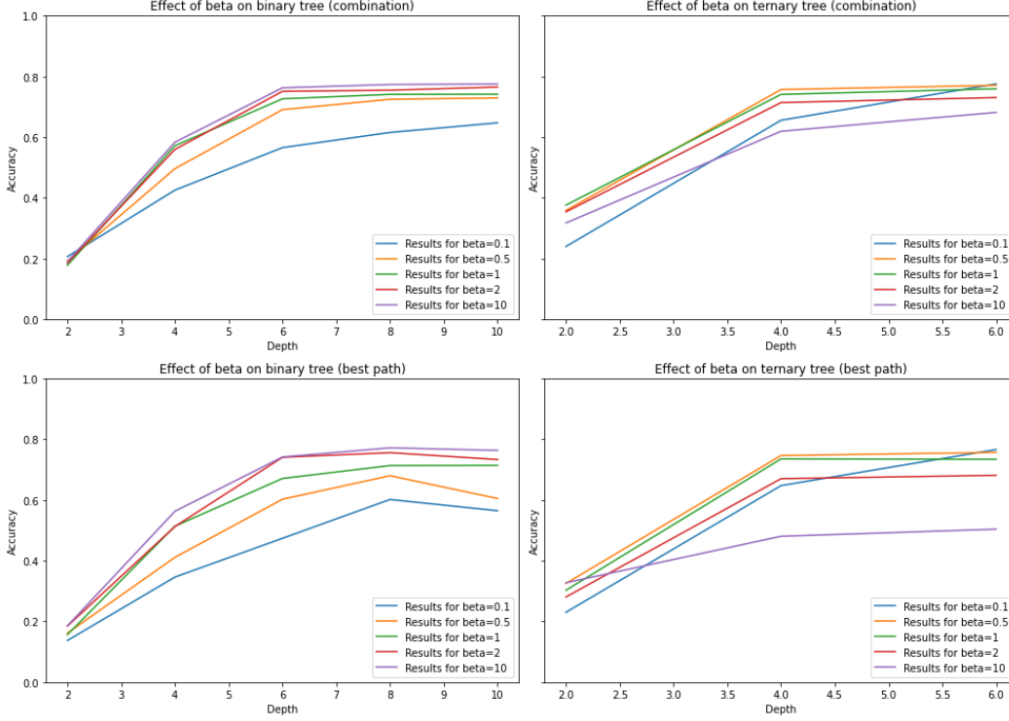 Effect of beta on binary tree (combination)
1.0
0.8
0.6
0.4
0.2
0.0
Accuracy
2 3 4 5 6 7 8 9 10
Depth
Results for beta=0.1
Results for beta=0.5
Results for beta=1
Results for beta=2
Results for beta=10
Effect of beta on ternary tree (combination)
Accuracy
2.0 2.5 3.0 3.5 4.0 4.5 5.0 5.5 6.0
Depth
Results for beta=0.1
Results for beta=0.5
Results for beta=1
Results for beta=2
Results for beta=10
Effect of beta on binary tree (best path)
1.0
0.8
0.6
0.4
0.2
0.0
Accuracy
2 3 4 5 6 7 8 9 10
Depth
Results for beta=0.1
Results for beta=0.5
Results for beta=1
Results for beta=2
Results for beta=10
Effect of beta on ternary tree (best path)
Accuracy
2.0 2.5 3.0 3.5 4.0 4.5 5.0 5.5 6.0
Depth
Results for beta=0.1
Results for beta=0.5
Results for beta=1
Results for beta=2
Results for beta=10